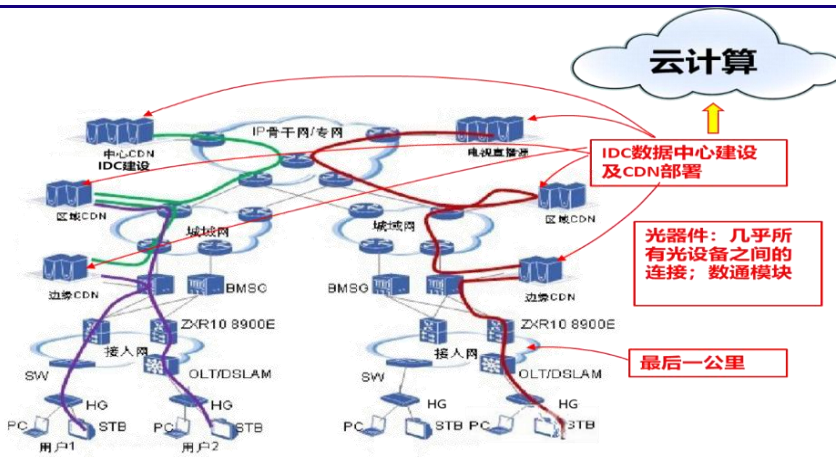 云计算
IP骨干网/专网
中心CDN
IDC建设
电视直播源
IDC数据中心建设
及CDN部署
区域CDN
区域CDN
城域网
城域网
光器件：几乎所
有光设备之间的
连接；数通模块
边缘CDN
BMSG
BMSG
边缘CDN
ZXR10 8900E
ZXR10 8900E
接入网
接入网
最后一公里
SW
OLT/DSLAM
SW
OLT/DSLAM
HG
HG
HG
HG
PC
STB
PC
STB
PC
STB
PC
STB
用户1
用户2